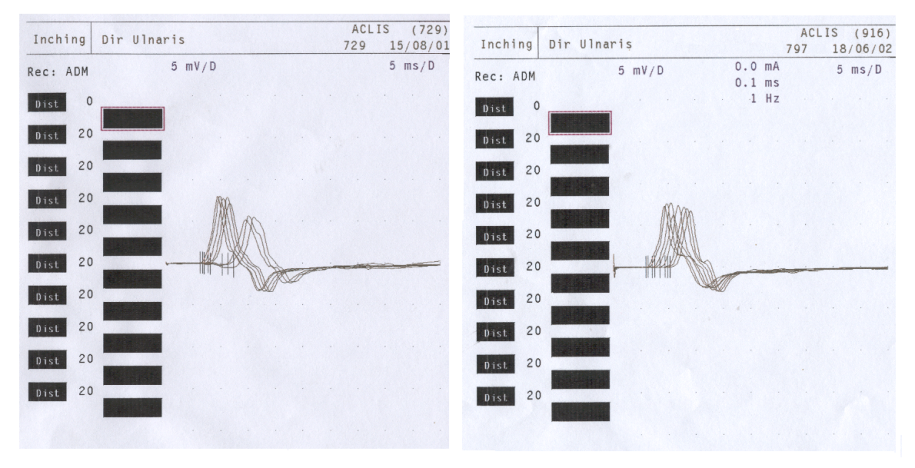 Inching
Dir Ulnaris
ACLIS (729)
729 15/08/01
Rec: ADM
5 mV/D
5 ms/D
Dist 0
Dist 20
Dist 20
Dist 20
Dist 20
Dist 20
Dist 20
Dist 20
Dist 20
Dist 20
Inching
Dir Ulnaris
ACLIS (916)
797 18/06/02
Rec: ADM
5 mV/D
0.0 mA
5 ms/D
0.1 ms
1 Hz
Dist 0
Dist 20
Dist 20
Dist 20
Dist 20
Dist 20
Dist 20
Dist 20
Dist 20
Dist 20